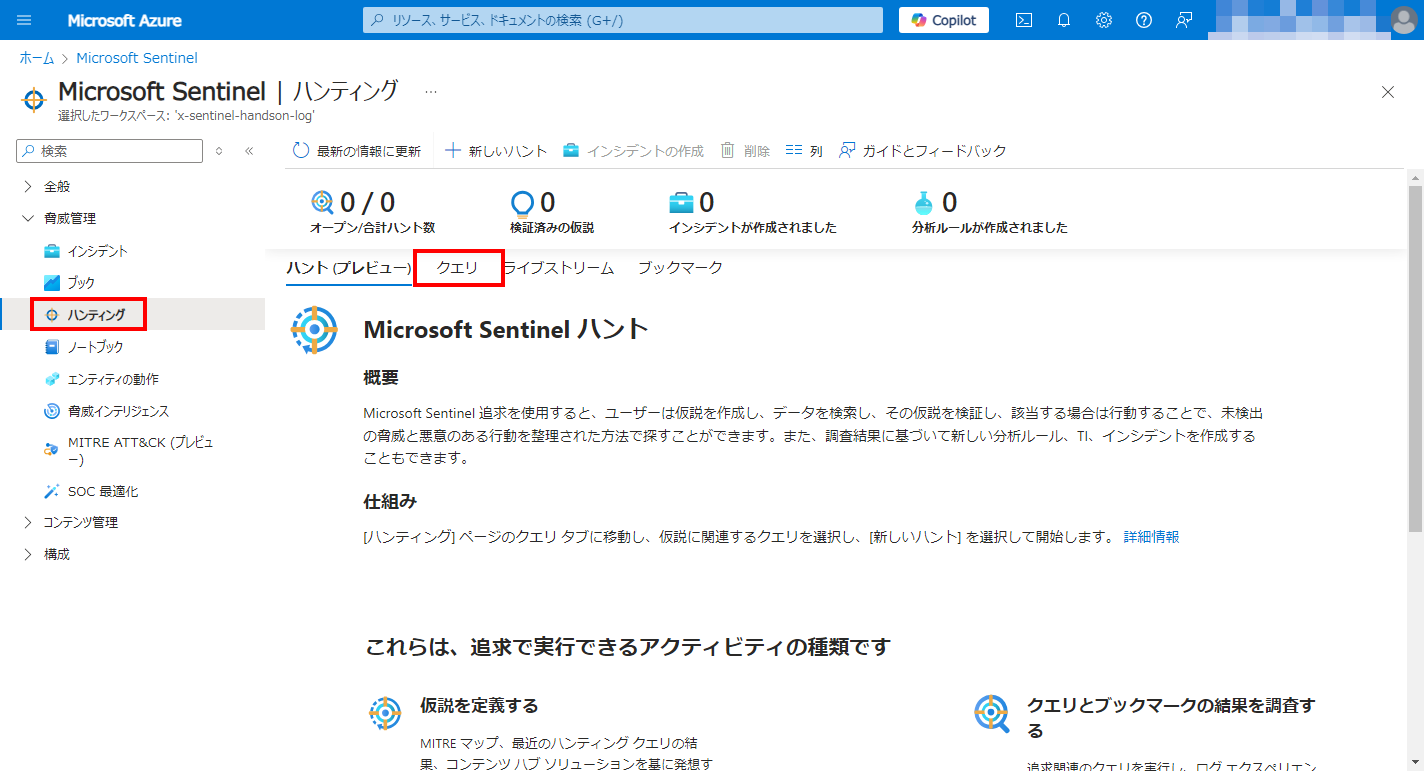 Microsoft Azure
リソース、サービス、ドキュメントの検索 (G+/)
Copilot
ホーム > Microsoft Sentinel
Microsoft Sentinel | ハンティング ...
選択したワークスペース: 'x-sentinel-handson-log'
検索
最新の情報に更新
新しいハント
インシデントの作成
削除
列
ガイドとフィードバック
全般
脅威管理
インシデント
ブック
ハンティング
ノートブック
エンティティの動作
脅威インテリジェンス
MITRE ATT&CK (プレビュ
ー)
SOC 最適化
コンテンツ管理
構成
0 / 0
オープン/合計ハント数
0
検証済みの仮説
0
インシデントが作成されました
0
分析ルールが作成されました
ハント (プレビュー)
クエリ
ライブストリーム
ブックマーク
Microsoft Sentinel ハント
概要
Microsoft Sentinel 追求を使用すると、ユーザーは仮説を作成し、データを検索し、その仮説を検証し、該当する場合は行動することで、未検出
の脅威と悪意のある行動を整理された方法で探すことができます。また、調査結果に基づいて新しい分析ルール、TI、インシデントを作成する
こともできます。
仕組み
[ハンティング] ページのクエリ タブに移動し、仮説に関連するクエリを選択し、[新しいハント] を選択して開始します。 詳細情報
これらは、追求で実行できるアクティビティの種類です
仮説を定義する
MITRE マップ、最近のハンティング クエリの結
果、コンテンツ ハブ ソリューションを基に発想す
クエリとブックマークの結果を調査す
る
追求関連のクエリを実行し、ログ エクスペリエン